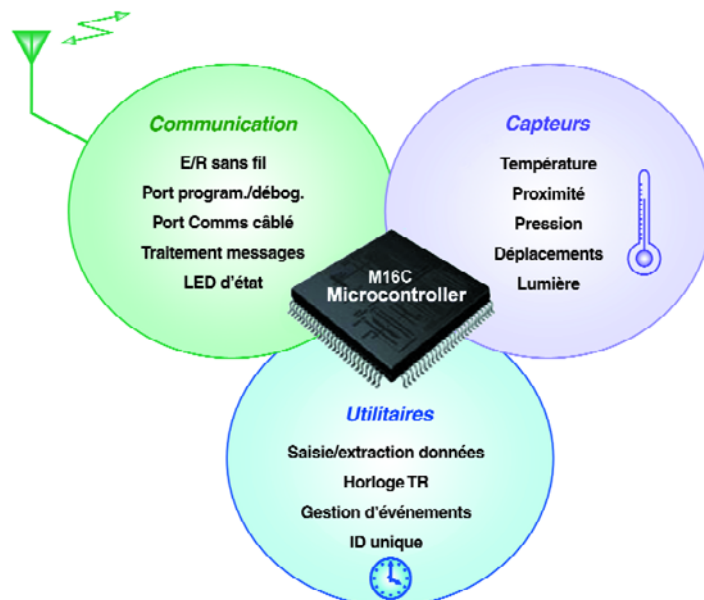 Communication
E/R sans fil
Port program./débog.
Port Comms câblé
Traitement messages
LED d'état
Capteurs
Température
Proximité
Pression
Déplacements
Lumière
M16C
Microcontroller
Utilitaires
Saisie/extraction données
Horloge TR
Gestion d'événements
ID unique